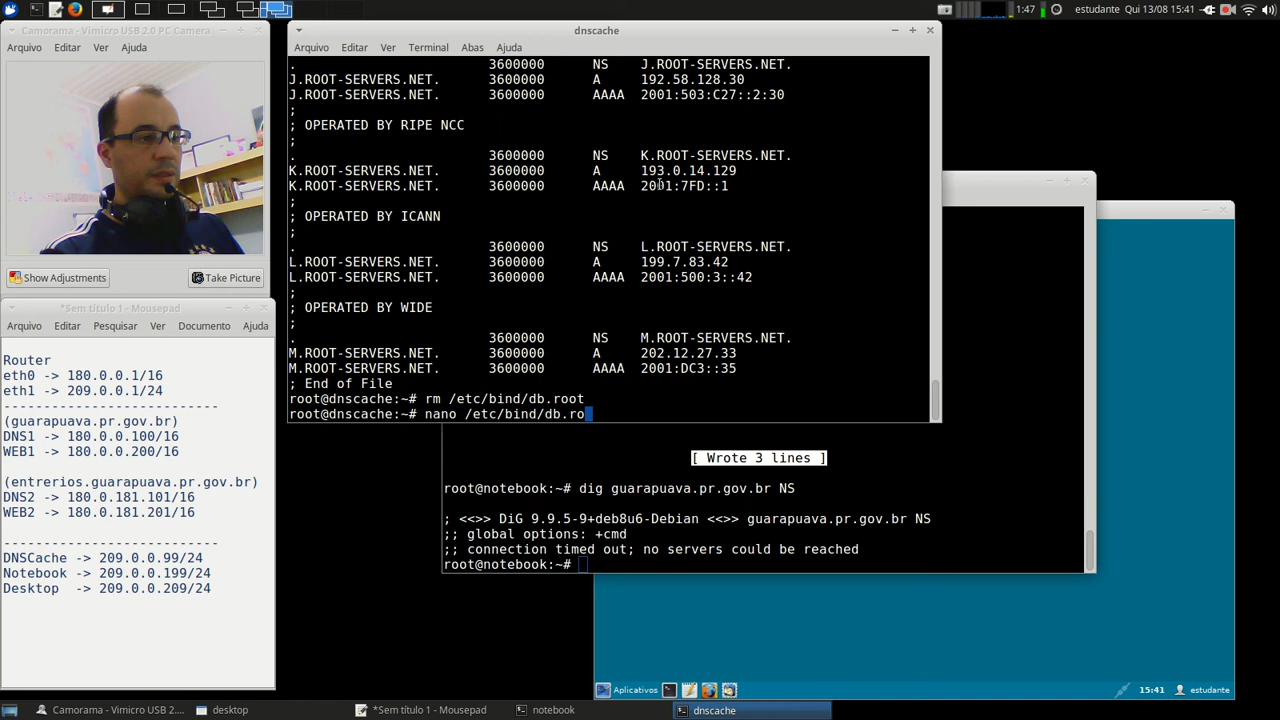 1:47
estudante
Qui 13/08 15:41
Camorama - Vimicro USB 2.0 PC Camera
Arquivo Editar Ver Ajuda
Show Adjustments
Take Picture
*Sem título 1 - Mousepad
Arquivo Editar Pesquisar Ver Documento Ajuda
Router
eth0 -> 180.0.0.1/16
eth1 -> 209.0.0.1/24
---------------------------
(guarapuava.pr.gov.br)
DNS1 -> 180.0.0.100/16
WEB1 -> 180.0.0.200/16
(entrerios.guarapuava.pr.gov.br)
DNS2 -> 180.0.181.101/16
WEB2 -> 180.0.181.201/16
---------------------------
DNSCache -> 209.0.0.99/24
Notebook -> 209.0.0.199/24
Desktop  -> 209.0.0.209/24
dnscache
Arquivo Editar Ver Terminal Abas Ajuda
. 3600000 NS J.ROOT-SERVERS.NET.
J.ROOT-SERVERS.NET. 3600000 A 192.58.128.30
J.ROOT-SERVERS.NET. 3600000 AAAA 2001:503:C27::2:30
;
; OPERATED BY RIPE NCC
;
. 3600000 NS K.ROOT-SERVERS.NET.
K.ROOT-SERVERS.NET. 3600000 A 193.0.14.129
K.ROOT-SERVERS.NET. 3600000 AAAA 2001:7FD::1
;
; OPERATED BY ICANN
;
. 3600000 NS L.ROOT-SERVERS.NET.
L.ROOT-SERVERS.NET. 3600000 A 199.7.83.42
L.ROOT-SERVERS.NET. 3600000 AAAA 2001:500:3::42
;
; OPERATED BY WIDE
;
. 3600000 NS M.ROOT-SERVERS.NET.
M.ROOT-SERVERS.NET. 3600000 A 202.12.27.33
M.ROOT-SERVERS.NET. 3600000 AAAA 2001:DC3::35
; End of File
root@dnscache:~# rm /etc/bind/db.root
root@dnscache:~# nano /etc/bind/db.ro
[ Wrote 3 lines ]
root@notebook:~# dig guarapuava.pr.gov.br NS
; <<>> DiG 9.9.5-9+deb8u6-Debian <<>> guarapuava.pr.gov.br NS
;; global options: +cmd
;; connection timed out; no servers could be reached
root@notebook:~#
Aplicativos
15:41
estudante
Camorama - Vimicro USB 2....
desktop
*Sem título 1 - Mousepad
notebook
dnscache